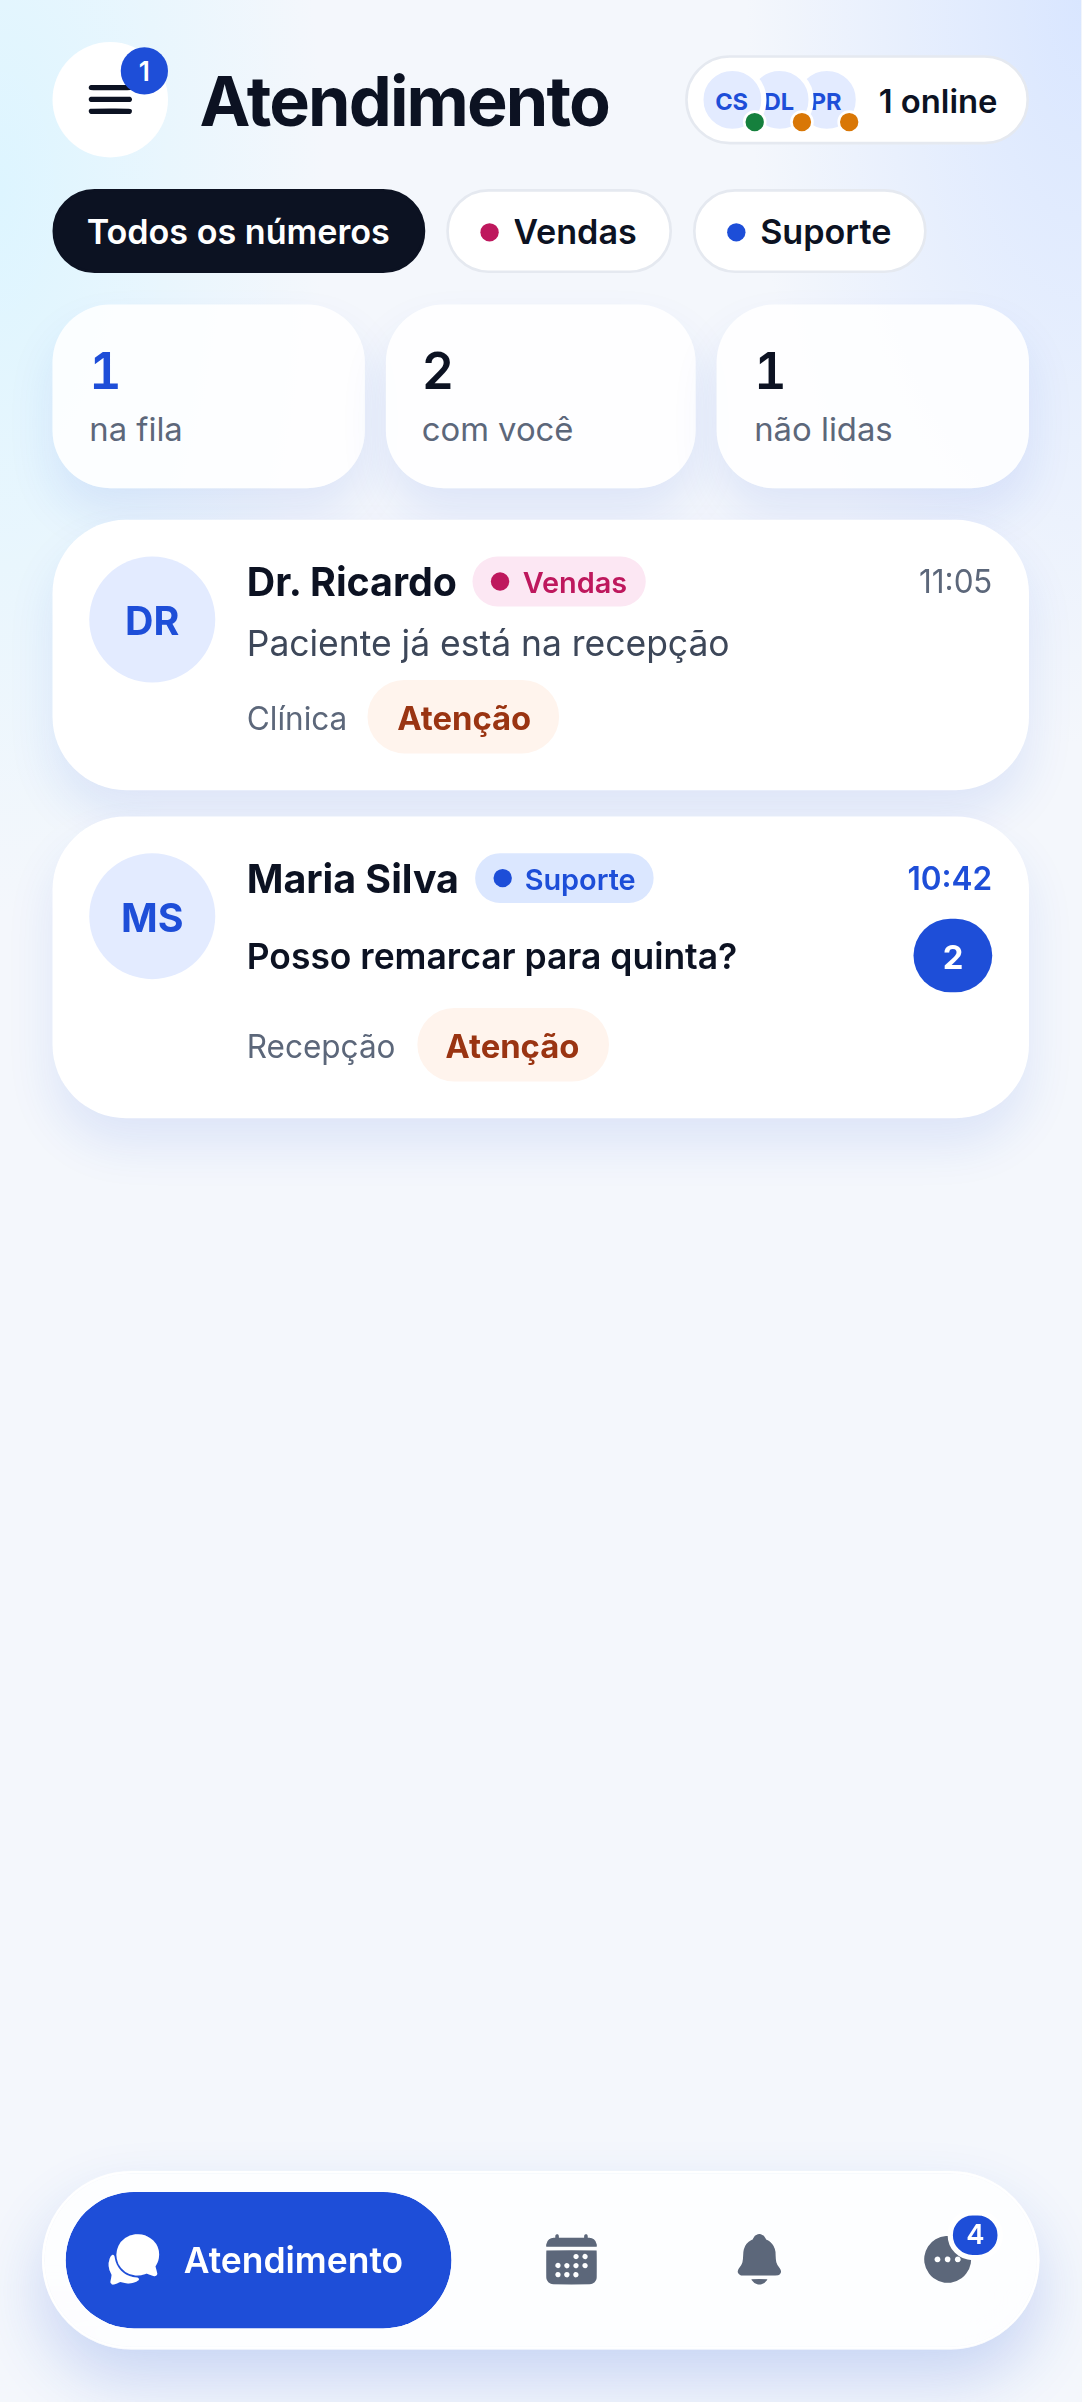 1
Atendimento
CS DL PR 1 online
Todos os números
Vendas
Suporte
1
na fila
2
com você
1
não lidas
DR
Dr. Ricardo Vendas 11:05
Paciente já está na recepção
Clínica Atenção
MS
Maria Silva Suporte 10:42
Posso remarcar para quinta? 2
Recepção Atenção
Atendimento
4